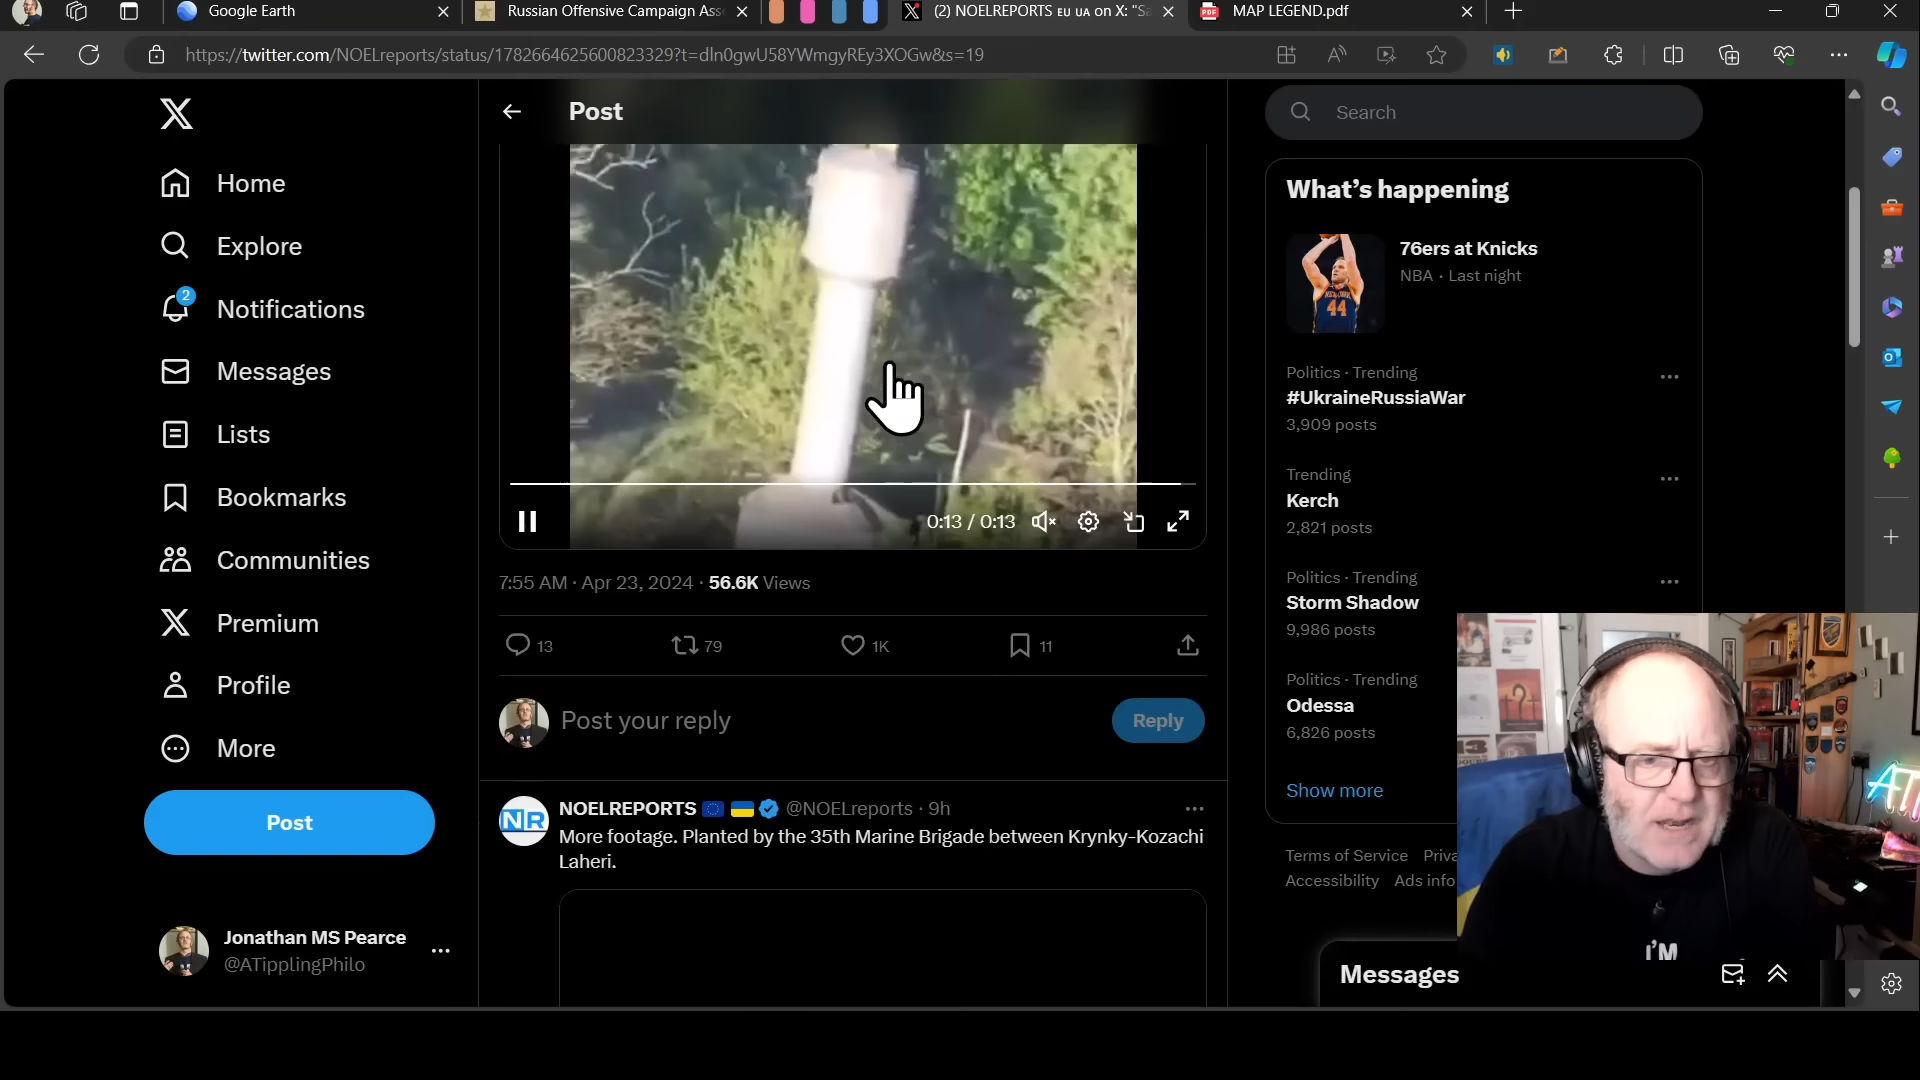 Google Earth
Russian Offensive Campaign Ass
(2) NOELREPORTS EU UA on X: "Sa
MAP LEGEND.pdf
https://twitter.com/NOELreports/status/1782664625600823329?t=dln0gwU58YWmgyREy3XOGw&s=19
Home
Explore
2
Notifications
Messages
Lists
Bookmarks
Communities
Premium
Profile
More
Post
Jonathan MS Pearce
@ATipplingPhilo
Post
0:13 / 0:13
7:55 AM · Apr 23, 2024 · 56.6K Views
13
79
1K
11
Post your reply
Reply
NR
NOELREPORTS @NOELreports · 9h
More footage. Planted by the 35th Marine Brigade between Krynky-Kozachi
Laheri.
Search
What's happening
76ers at Knicks
NBA · Last night
44
Politics · Trending
#UkraineRussiaWar
3,909 posts
Trending
Kerch
2,821 posts
Politics · Trending
Storm Shadow
9,986 posts
Politics · Trending
Odessa
6,826 posts
Show more
Terms of Service Priva
Accessibility Ads info
Messages
I'M